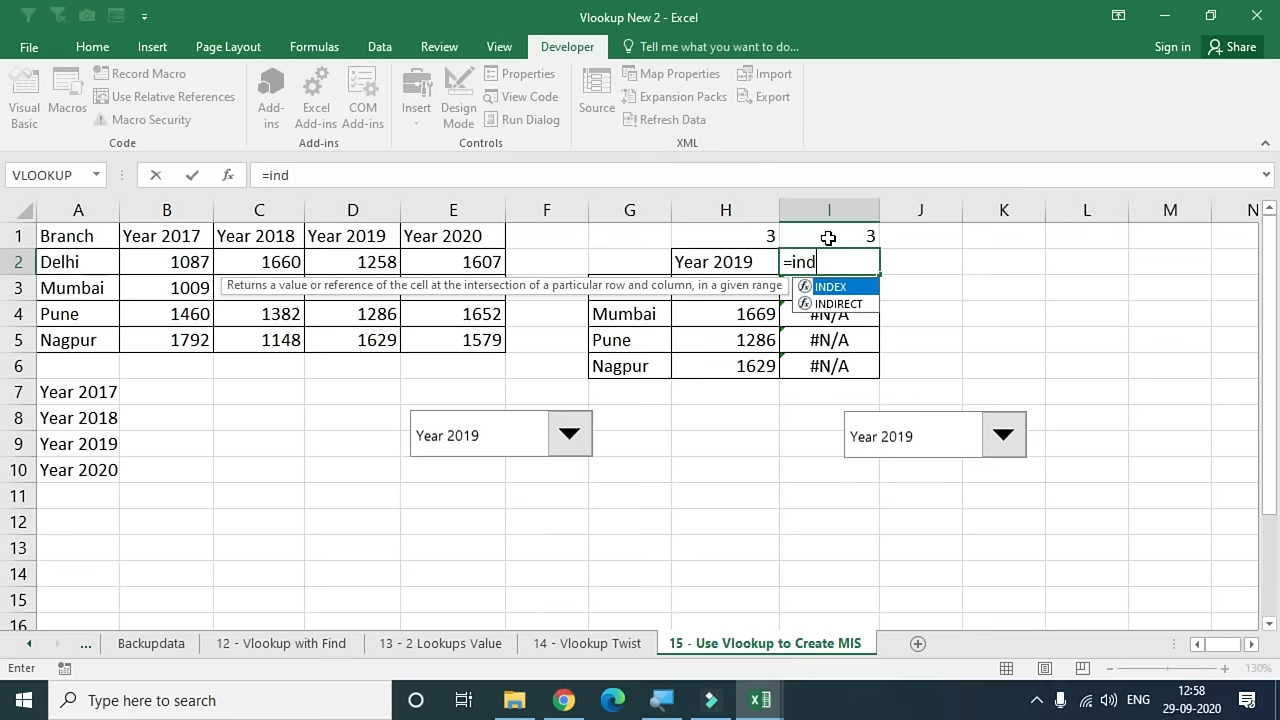 Vlookup New 2 - Excel
File Home Insert Page Layout Formulas Data Review View Developer Tell me what you want to do... Sign in Share
Visual Basic
Macros
Record Macro
Use Relative References
Macro Security
Code
Add-ins
Excel Add-ins
COM Add-ins
Add-ins
Insert
Design Mode
Properties
View Code
Run Dialog
Controls
Source
Map Properties
Expansion Packs
Refresh Data
Import
Export
XML
VLOOKUP =ind
A B C D E F G H I J K L M N
1 Branch Year 2017 Year 2018 Year 2019 Year 2020 3 3
2 Delhi 1087 1660 1258 1607 Year 2019 =ind
3 Mumbai 1009
Returns a value or reference of the cell at the intersection of a particular row and column, in a given range
INDEX
INDIRECT
4 Pune 1460 1382 1286 1652 Mumbai 1669 #N/A
5 Nagpur 1792 1148 1629 1579 Pune 1286 #N/A
6 Nagpur 1629 #N/A
7 Year 2017
8 Year 2018
9 Year 2019 Year 2019 Year 2019
10 Year 2020
11
12
13
14
15
16
... Backupdata 12 - Vlookup with Find 13 - 2 Lookups Value 14 - Vlookup Twist 15 - Use Vlookup to Create MIS
Enter 130%
Type here to search ENG 12:58
29-09-2020